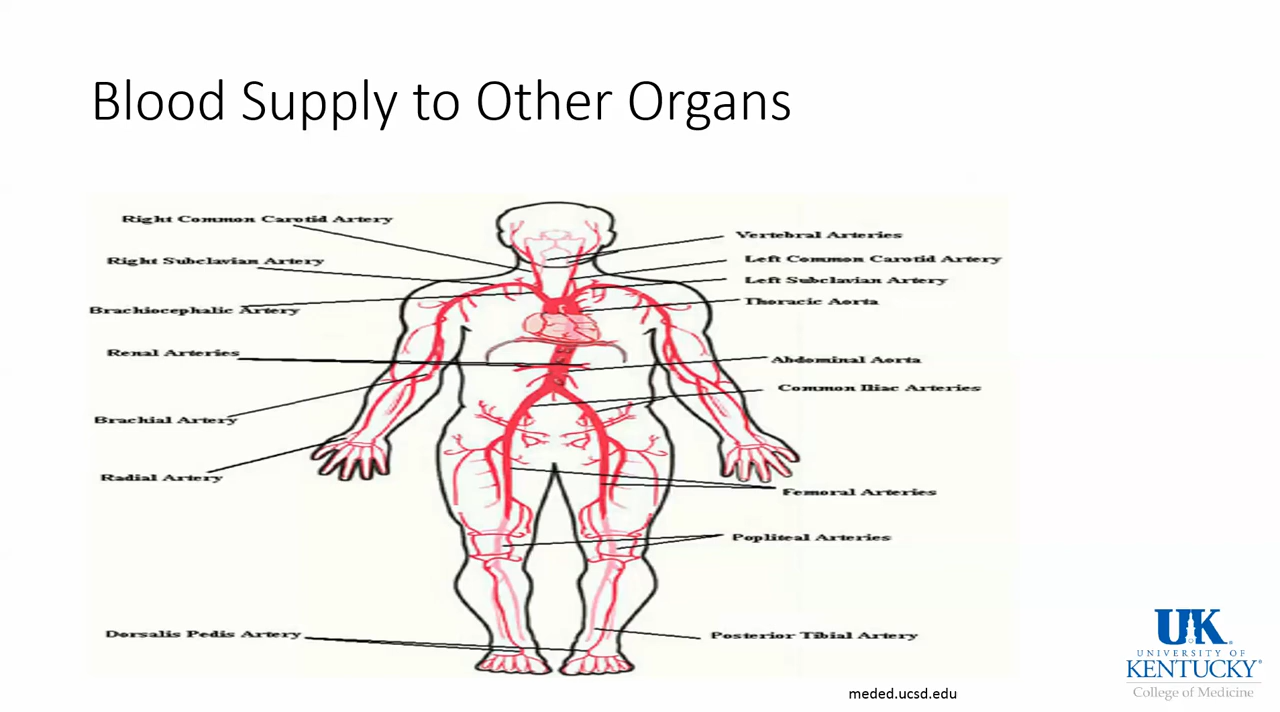 Blood Supply to Other Organs
Right Common Carotid Artery
Right Subclavian Artery
Brachiocephalic Artery
Renal Arteries
Brachial Artery
Radial Artery
Dorsalis Pedis Artery
Vertebral Arteries
Left Common Carotid Artery
Left Subclavian Artery
Thoracic Aorta
Abdominal Aorta
Common Iliac Arteries
Femoral Arteries
Popliteal Arteries
Posterior Tibial Artery
meded.ucsd.edu
UK
UNIVERSITY OF
KENTUCKY®
College of Medicine